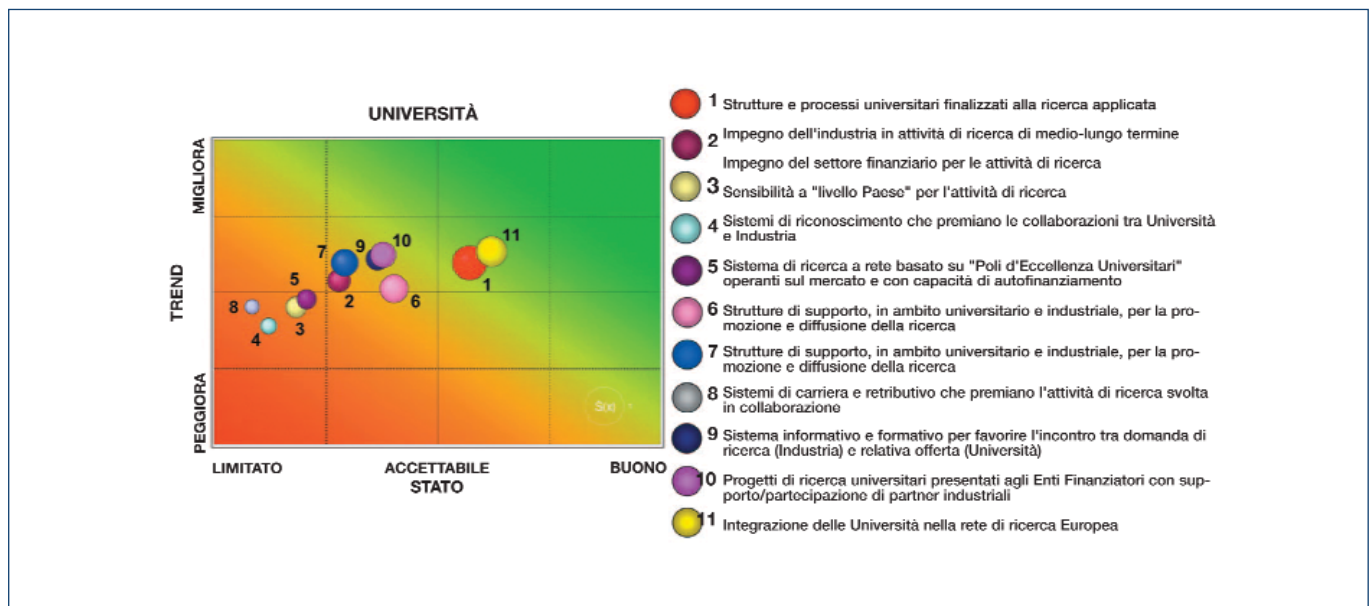 UNIVERSITÀ
MIGLIORA
TREND
PEGGIORA
7
9
10
11
5
2
6
1
8
4
3
S(x)
LIMITATO
ACCETTABILE
BUONO
STATO
1 Strutture e processi universitari finalizzati alla ricerca applicata
2 Impegno dell'industria in attività di ricerca di medio-lungo termine
Impegno del settore finanziario per le attività di ricerca
3 Sensibilità a "livello Paese" per l'attività di ricerca
4 Sistemi di riconoscimento che premiano le collaborazioni tra Università
e Industria
5 Sistema di ricerca a rete basato su "Poli d'Eccellenza Universitari"
operanti sul mercato e con capacità di autofinanziamento
6 Strutture di supporto, in ambito universitario e industriale, per la pro-
mozione e diffusione della ricerca
7 Strutture di supporto, in ambito universitario e industriale, per la pro-
mozione e diffusione della ricerca
8 Sistemi di carriera e retributivo che premiano l'attività di ricerca svolta
in collaborazione
9 Sistema informativo e formativo per favorire l'incontro tra domanda di
ricerca (Industria) e relativa offerta (Università)
10 Progetti di ricerca universitari presentati agli Enti Finanziatori con sup-
porto/partecipazione di partner industriali
11 Integrazione delle Università nella rete di ricerca Europea